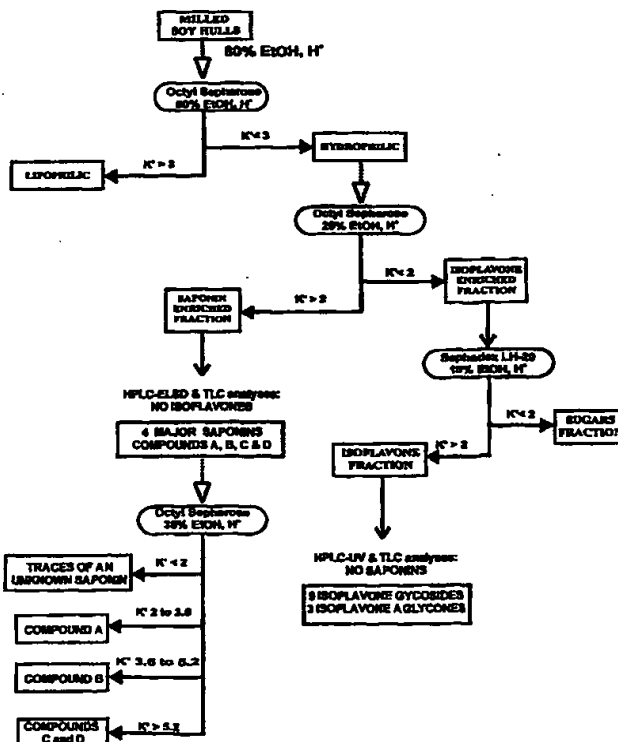 MILLED
SOY HULLS
80% EtOH, H⁺
Octyl Sepharose
80% EtOH, H⁺
K' < 3
HYDROPHILIC
K' > 3
LIPOPHILIC
Octyl Sepharose
EtOH, H⁺
K' < 2
ISOFLAVONE
ENRICHED
FRACTION
K' > 2
SAPONIN
ENRICHED
FRACTION
Sephadex LH-20
EtOH, H⁺
HPLC-ELSD & TLC analyses:
NO ISOFLAVONES
4 MAJOR SAPONINS
COMPOUNDS A, B, C & D
K' < 2
SUGARS
FRACTION
K' > 2
ISOFLAVONE
FRACTION
Octyl Sepharose
EtOH, H⁺
HPLC-UV & TLC analyses:
NO SAPONINS
ISOFLAVONE GYCOSIDES
3 ISOFLAVONE AGLYCONES
K' < 2
TRACES OF AN
UNKNOWN SAPONIN
K' 2 to 3.6
COMPOUND A
K' 3.6 to 5.2
COMPOUND B
K' > 5.2
COMPOUNDS
C and D